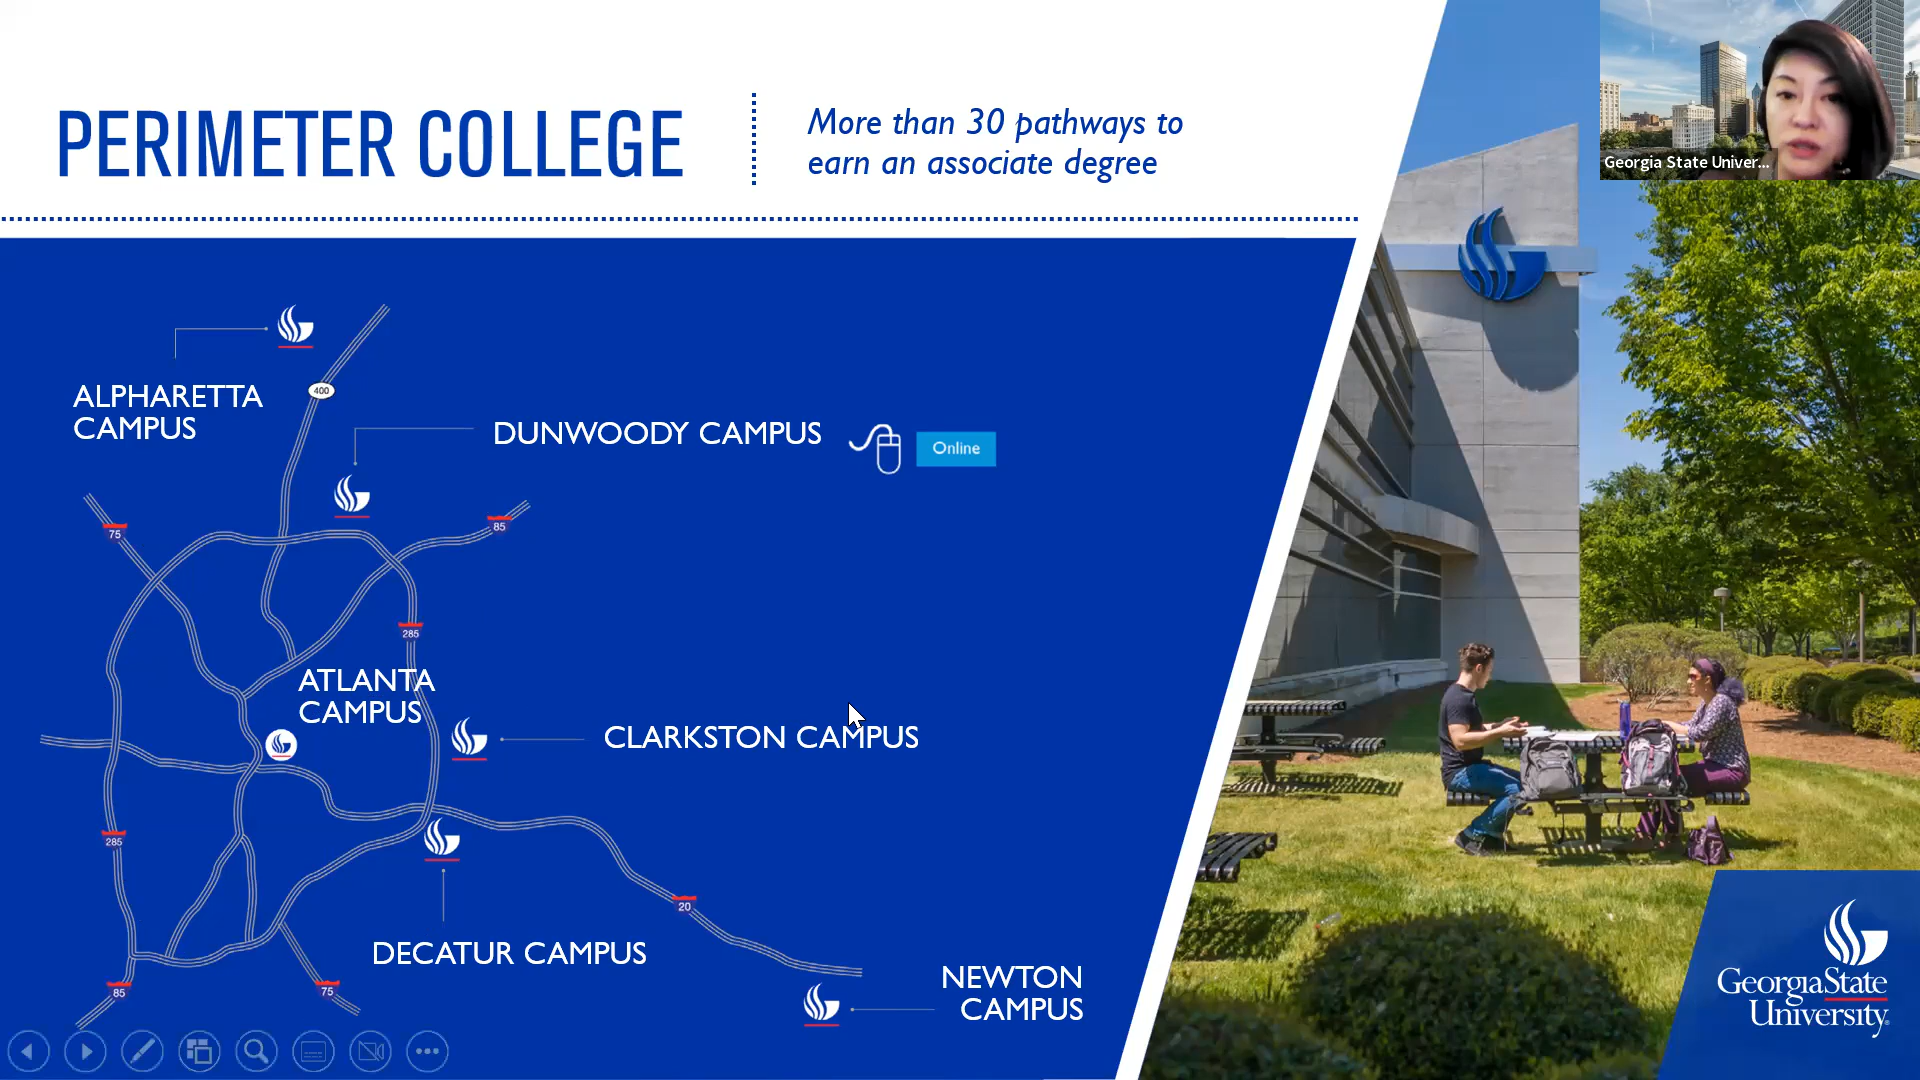 PERIMETER COLLEGE
More than 30 pathways to
earn an associate degree
Georgia State Univer...
400
ALPHARETTA
CAMPUS
DUNWOODY CAMPUS
Online
75
85
285
ATLANTA
CAMPUS
CLARKSTON CAMPUS
285
20
DECATUR CAMPUS
NEWTON
CAMPUS
85
75
GeorgiaState
University